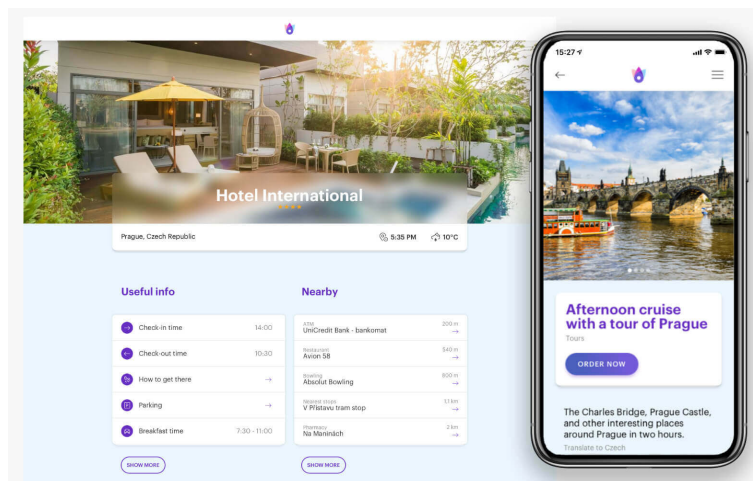 Hotel International
Prague, Czech Republic
5:35 PM
10°C
Useful info
Check-in time
14:00
Check-out time
10:30
How to get there
Parking
Breakfast time
7:30 - 11:00
SHOW MORE
Nearby
ATM
UniCredit Bank - bankomat
200 m
Restaurant
Avion 58
540 m
Bowling
Absolut Bowling
800 m
Nearest stops
V Přístavu tram stop
1.1 km
Pharmacy
Na Maninách
2 km
SHOW MORE
15:27
Afternoon cruise
with a tour of Prague
Tours
ORDER NOW
The Charles Bridge, Prague Castle,
and other interesting places
around Prague in two hours.
Translate to Czech